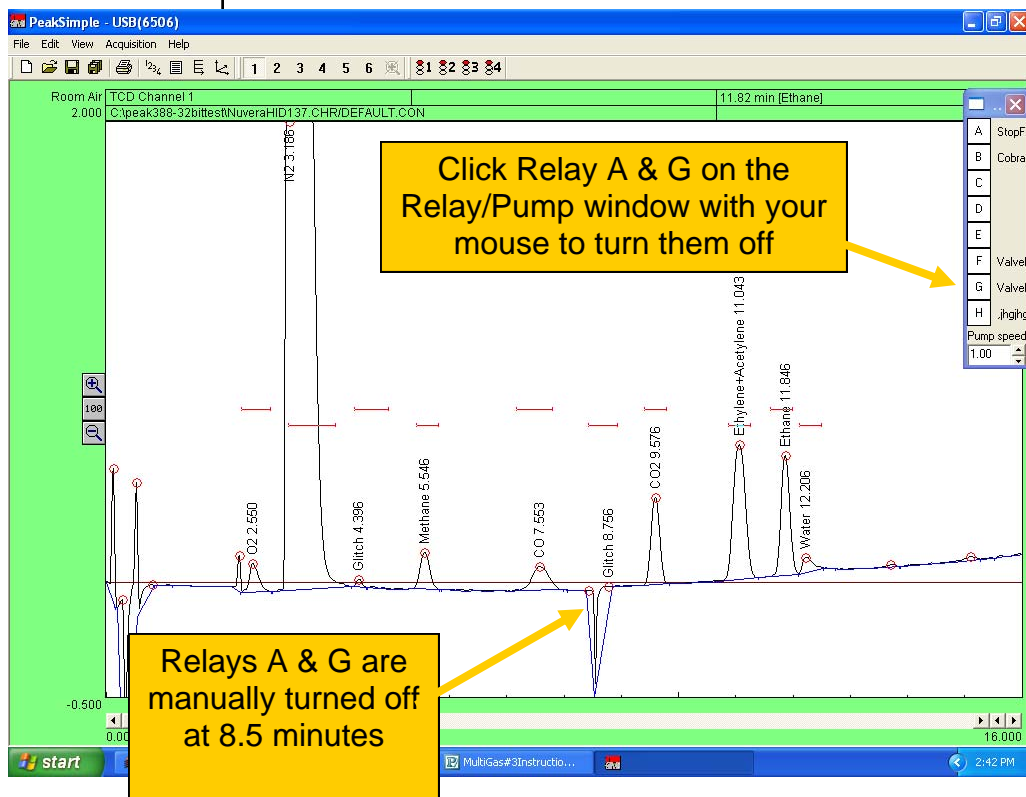 PeakSimple - USB(6506)
File Edit View Acquisition Help
1 2 3 4 5 6 1 2 3 4
Room Air TCD Channel 1 11.82 min [Ethane]
2.000 C:\peak388-32bittest\NuveraHID137.CHR/DEFAULT.CON
Click Relay A & G on the
Relay/Pump window with your
mouse to turn them off
A StopF
B Cobra
C
D
E
F Valve
G Valve
H ,jhgjhg
Pump speed
1.00
100
N2 3.186
O2 2.550
Glitch 4.396
Methane 5.546
CO 7.553
Glitch 8.756
CO2 9.576
Ethylene+Acetylene 11.043
Ethane 11.846
Water 12.206
-0.500
Relays A & G are
manually turned off
at 8.5 minutes
16.000
start
MultiGas#3Instructio...
2:42 PM